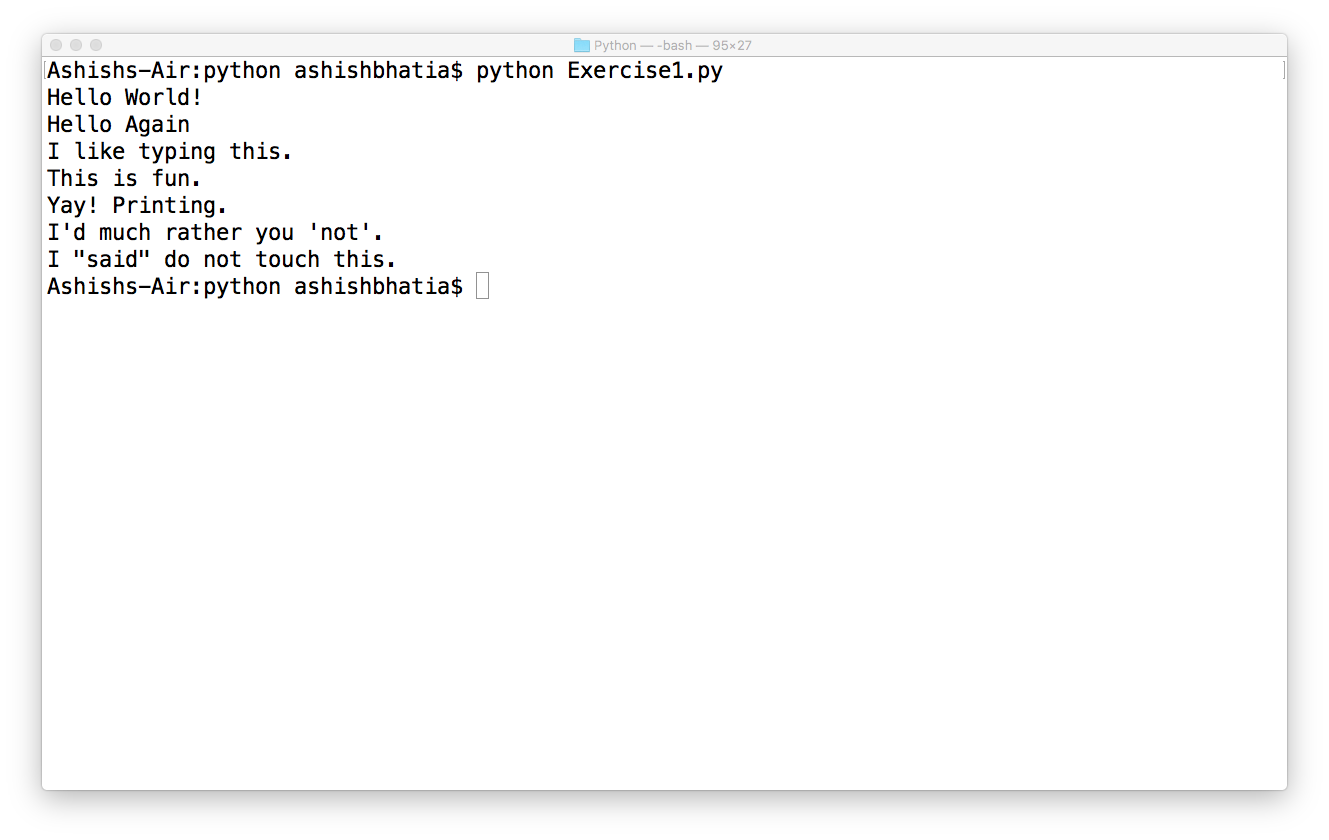 Python — -bash — 95×27
Ashishs-Air:python ashishbhatia$ python Exercise1.py
Hello World!
Hello Again
I like typing this.
This is fun.
Yay! Printing.
I'd much rather you 'not'.
I "said" do not touch this.
Ashishs-Air:python ashishbhatia$